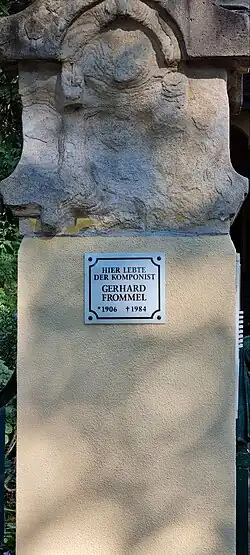 HIER LEBTE
DER KOMPONIST
GERHARD
FROMMEL
*1906 †1984